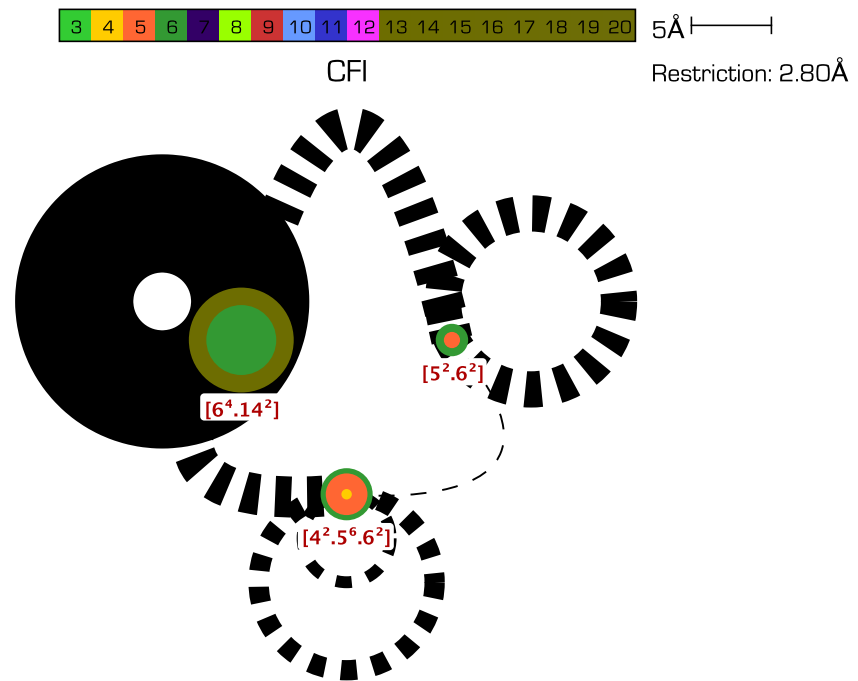 3 4 5 6 7 8 9 10 11 12 13 14 15 16 17 18 19 20
5Å
CFI
Restriction: 2.80Å
[5².6²]
[6⁴.14²]
[4².5⁶.6²]